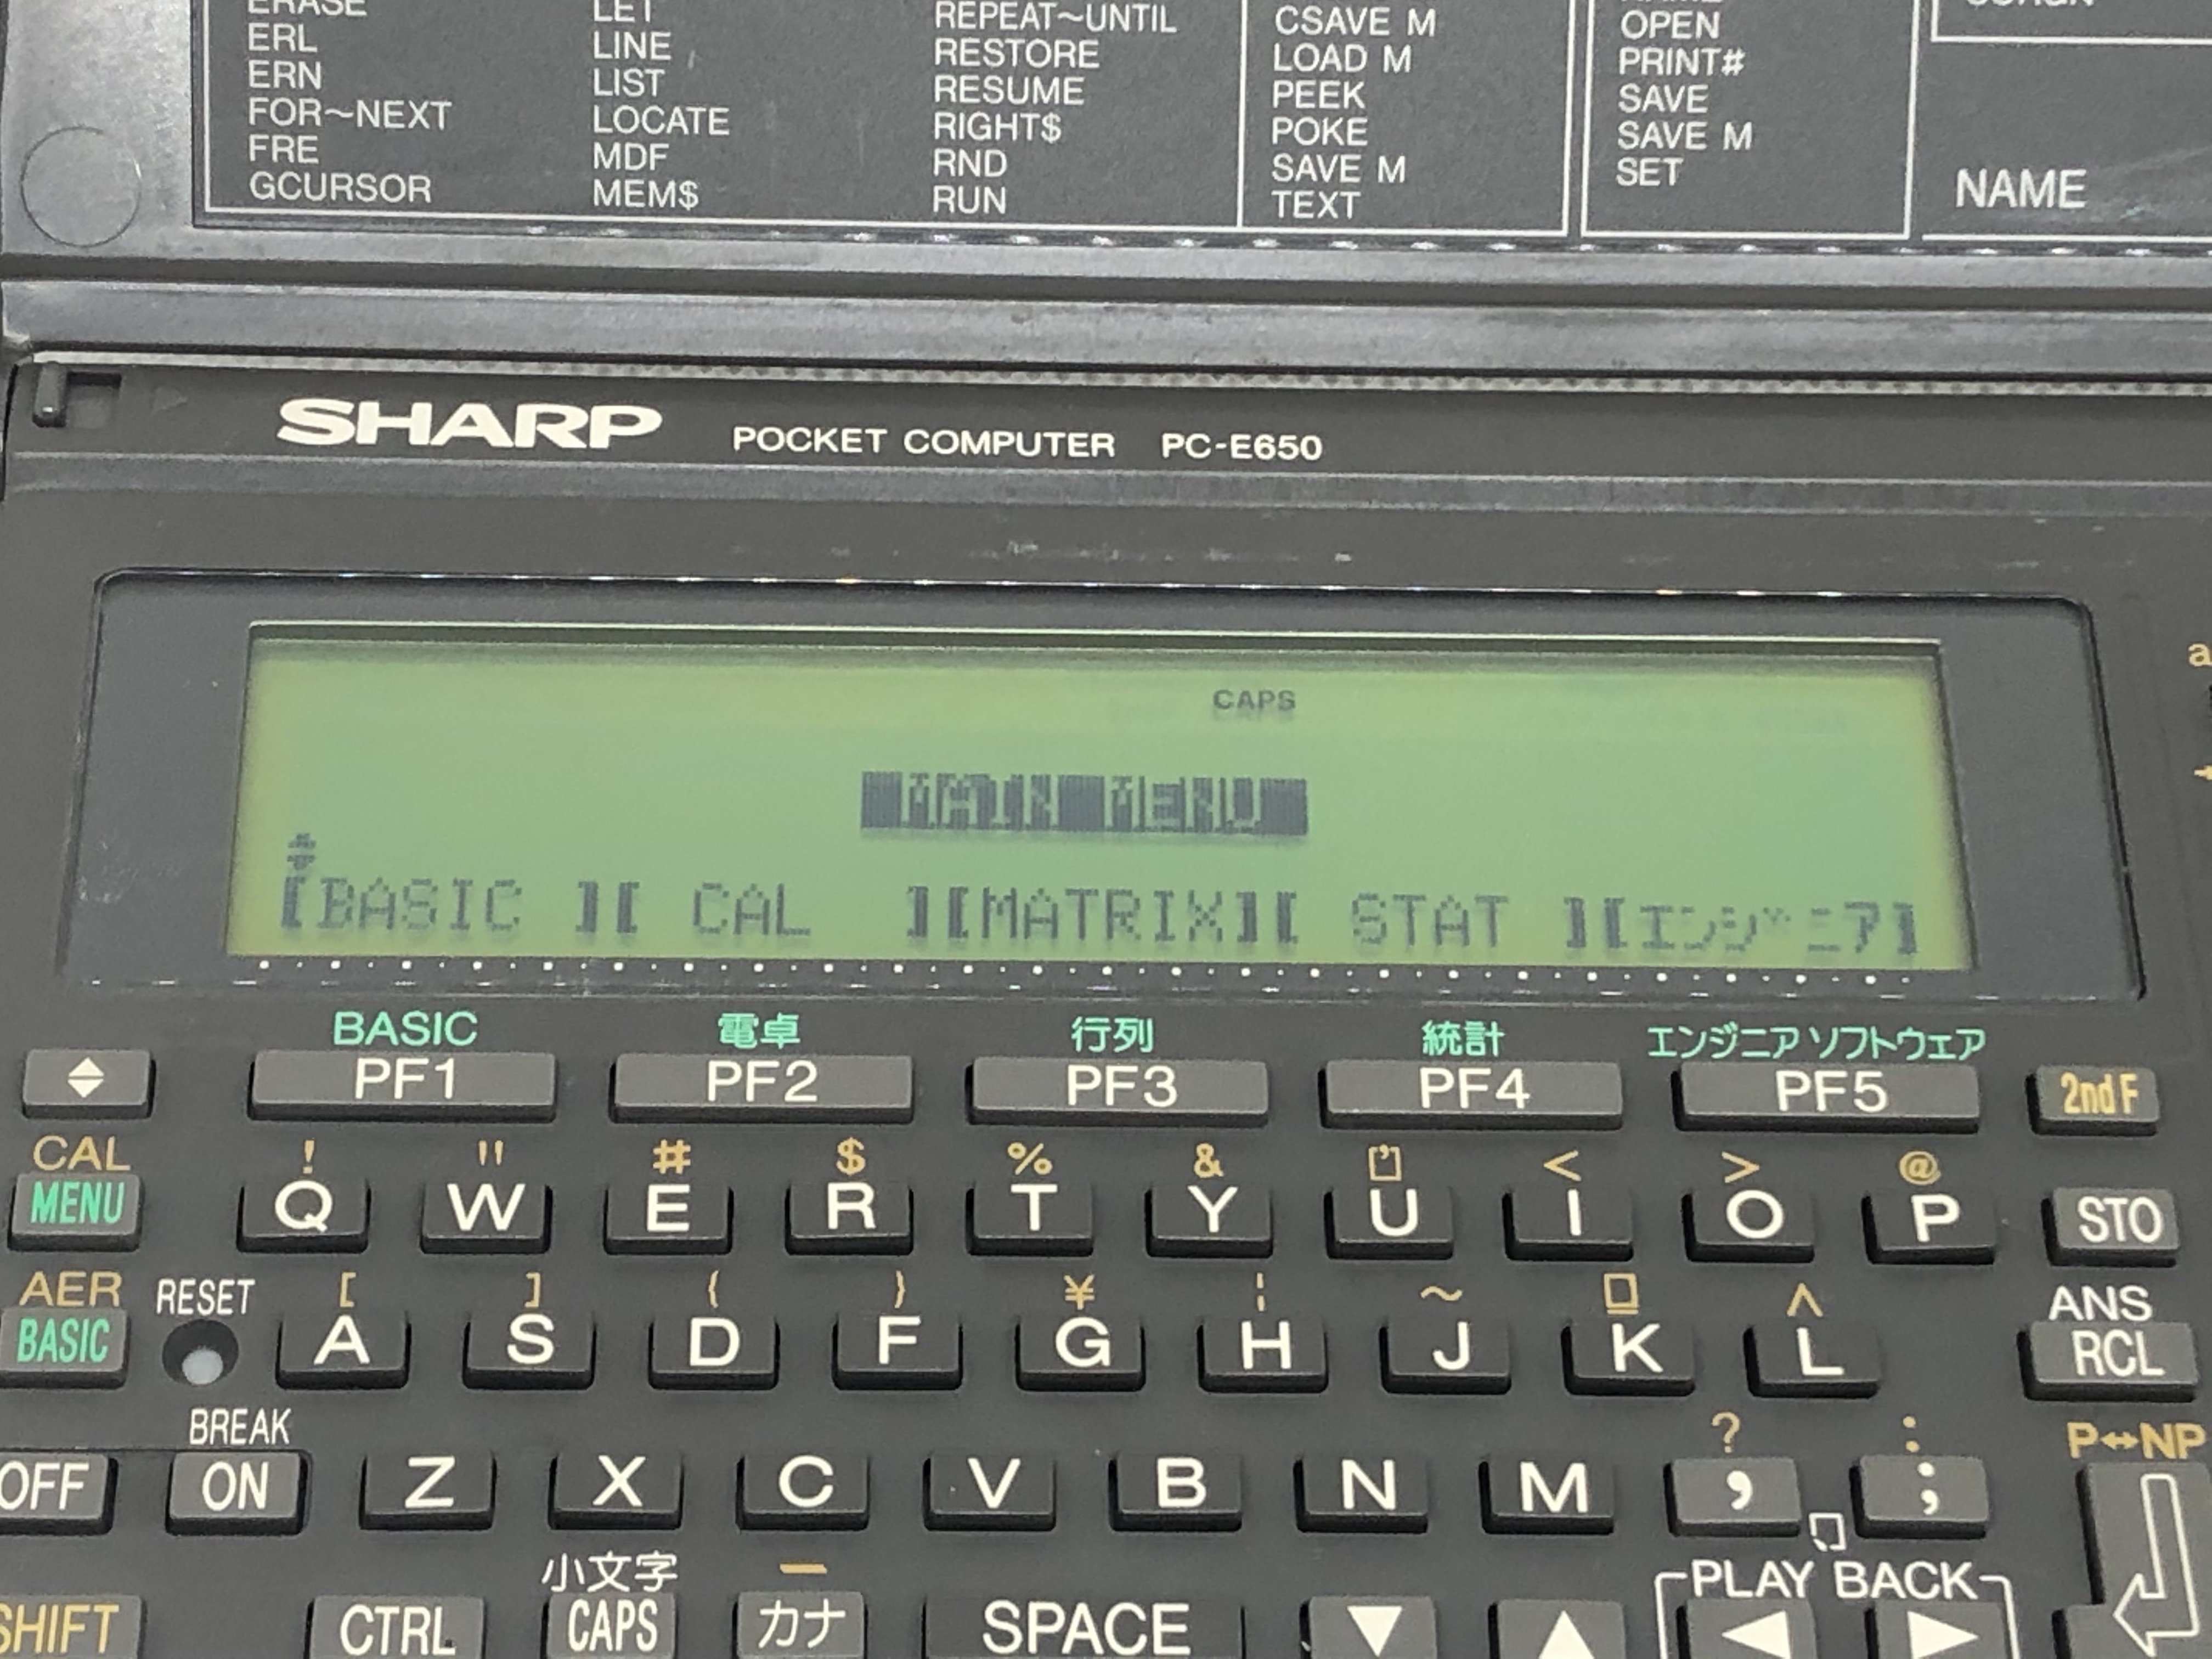 ERASE
ERL
ERN
FOR~NEXT
FRE
GCURSOR
LET
LINE
LIST
LOCATE
MDF
MEM$
REPEAT~UNTIL
RESTORE
RESUME
RIGHT$
RND
RUN
CSAVE M
LOAD M
PEEK
POKE
SAVE M
TEXT
OPEN
PRINT#
SAVE
SAVE M
SET
NAME
SHARP POCKET COMPUTER PC-E650
CAPS
MAIN MENU
[BASIC ][ CAL ][MATRIX][ STAT ][エンジニア]
BASIC 電卓 行列 統計 エンジニア ソフトウェア
PF1 PF2 PF3 PF4 PF5 2nd F
CAL ! " # $ % & < > @
MENU Q W E R T Y U I O P STO
AER RESET [ ] { } ¥ ¦ ~ ^ ANS
BASIC A S D F G H J K L RCL
BREAK ? : P↔NP
OFF ON Z X C V B N M , ;
小文字 – PLAY BACK
SHIFT CTRL CAPS カナ SPACE ▼ ▲ ◀ ▶